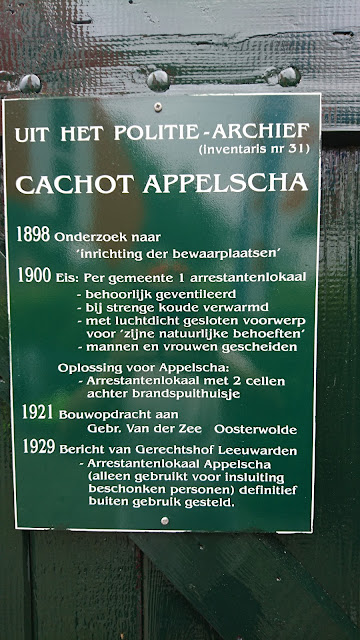 UIT HET POLITIE-ARCHIEF
(inventaris nr 31)
CACHOT APPELSCHA
1898 Onderzoek naar
'inrichting der bewaarplaatsen'
1900 Eis: Per gemeente 1 arrestantenlokaal
- behoorlijk geventileerd
- bij strenge koude verwarmd
- met luchtdicht gesloten voorwerp
voor 'zijne natuurlijke behoeften'
- mannen en vrouwen gescheiden
Oplossing voor Appelscha:
- Arrestantenlokaal met 2 cellen
achter brandspuithuisje
1921 Bouwopdracht aan
Gebr. Van der Zee Oosterwolde
1929 Bericht van Gerechtshof Leeuwarden
- Arrestantenlokaal Appelscha
(alleen gebruikt voor insluiting
beschonken personen) definitief
buiten gebruik gesteld.